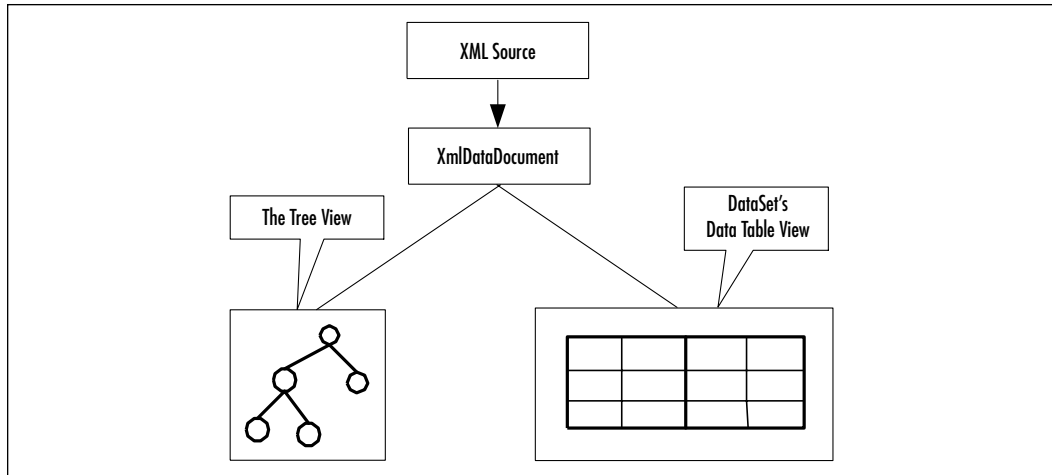 XML Source
XmlDataDocument
The Tree View
DataSet's
Data Table View